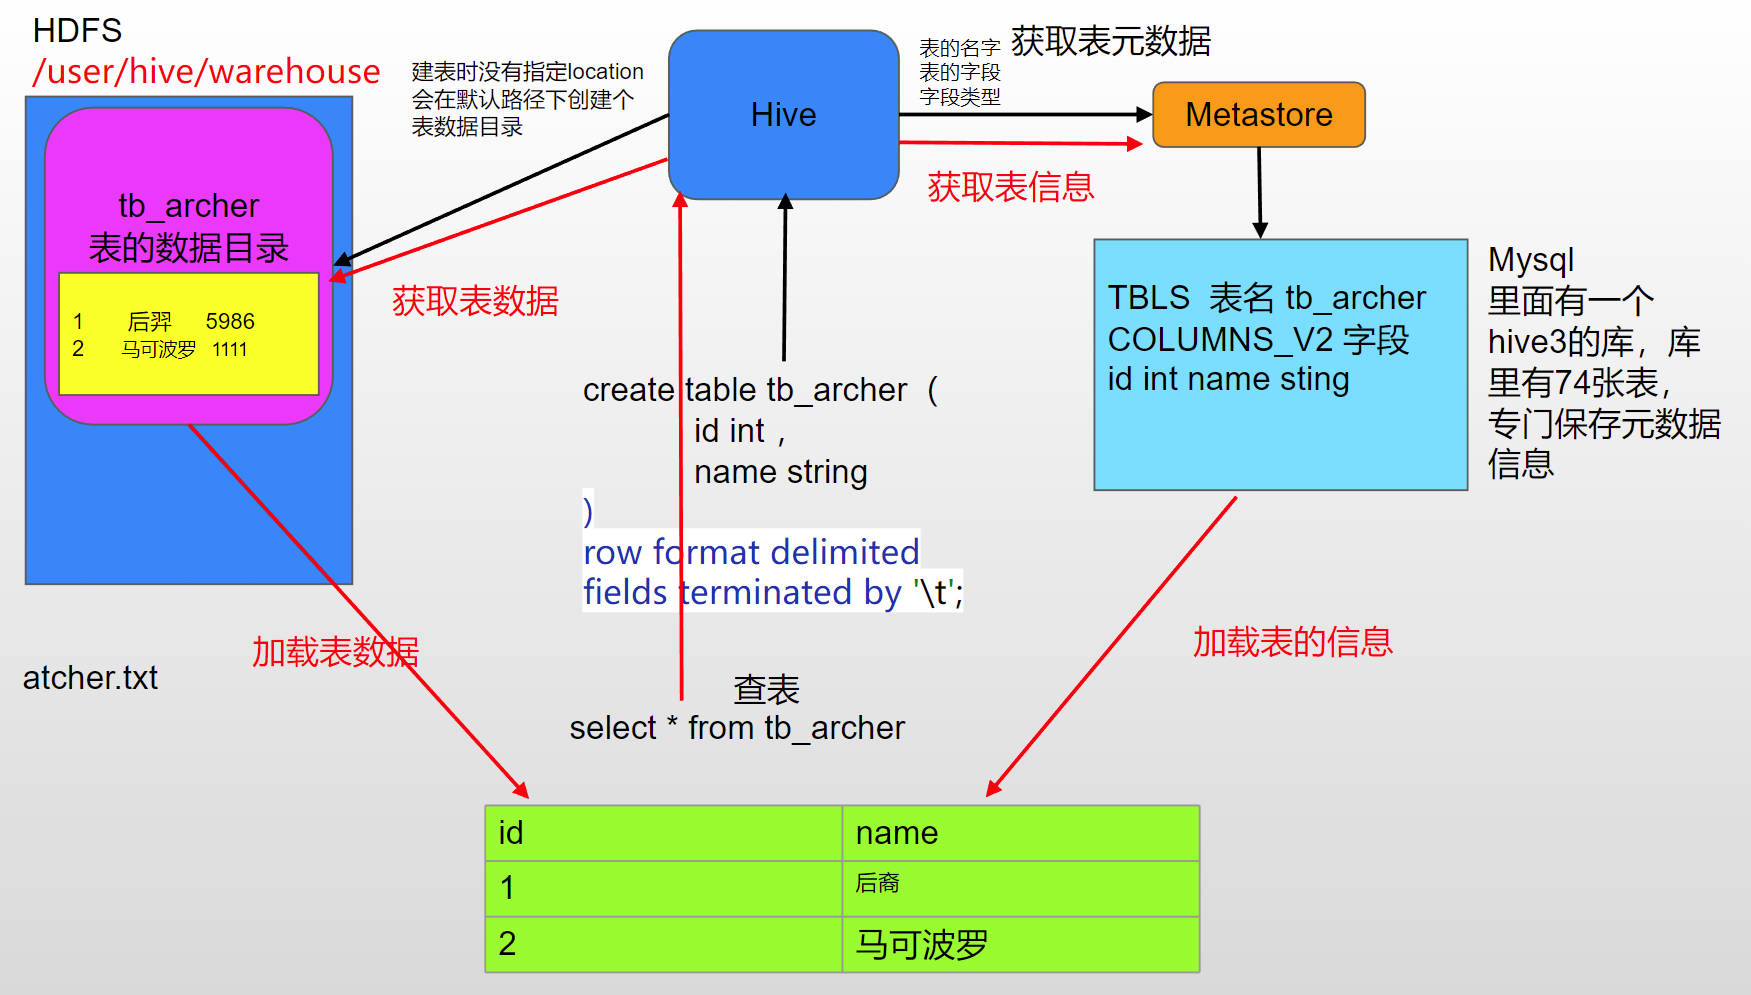 HDFS
/user/hive/warehouse
建表时没有指定location
会在默认路径下创建个
表数据目录
Hive
表的名字
表的字段
字段类型
获取表元数据
Metastore
获取表信息
tb_archer
表的数据目录
1 后羿 5986
2 马可波罗 1111
获取表数据
TBLS 表名 tb_archer
COLUMNS_V2 字段
id int name sting
Mysql
里面有一个
hive3的库，库
里有74张表，
专门保存元数据
信息
create table tb_archer （
id int ，
name string
)
row format delimited
fields terminated by '\t';
加载表数据
加载表的信息
atcher.txt
查表
select * from tb_archer
id name
1 后裔
2 马可波罗